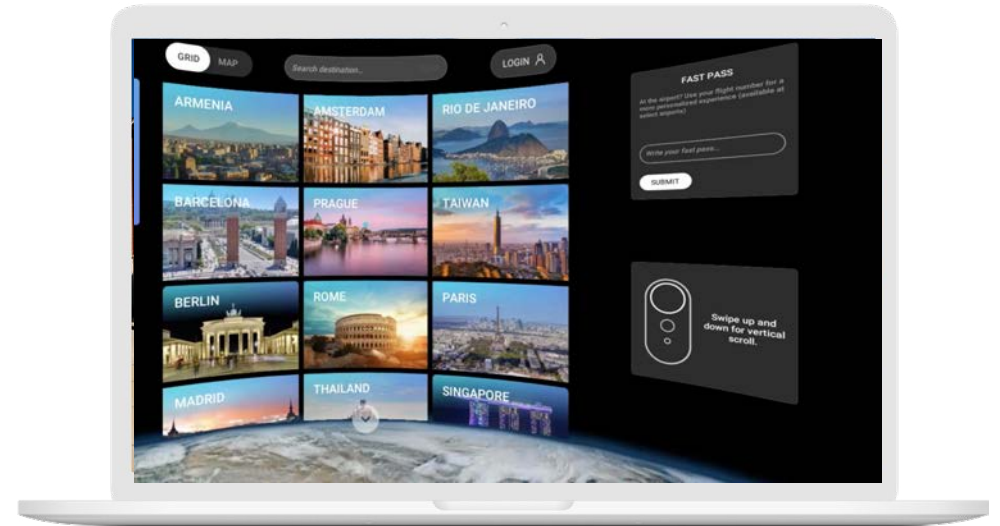 GRID
MAP
Search destination...
LOGIN
ARMENIA
AMSTERDAM
RIO DE JANEIRO
BARCELONA
PRAGUE
TAIWAN
BERLIN
ROME
PARIS
MADRID
THAILAND
SINGAPORE
FAST PASS
At the airport? Use your flight number for a
more personalized experience (available at
select airports)
Write your fast pass...
SUBMIT
Swipe up and
down for vertical
scroll.